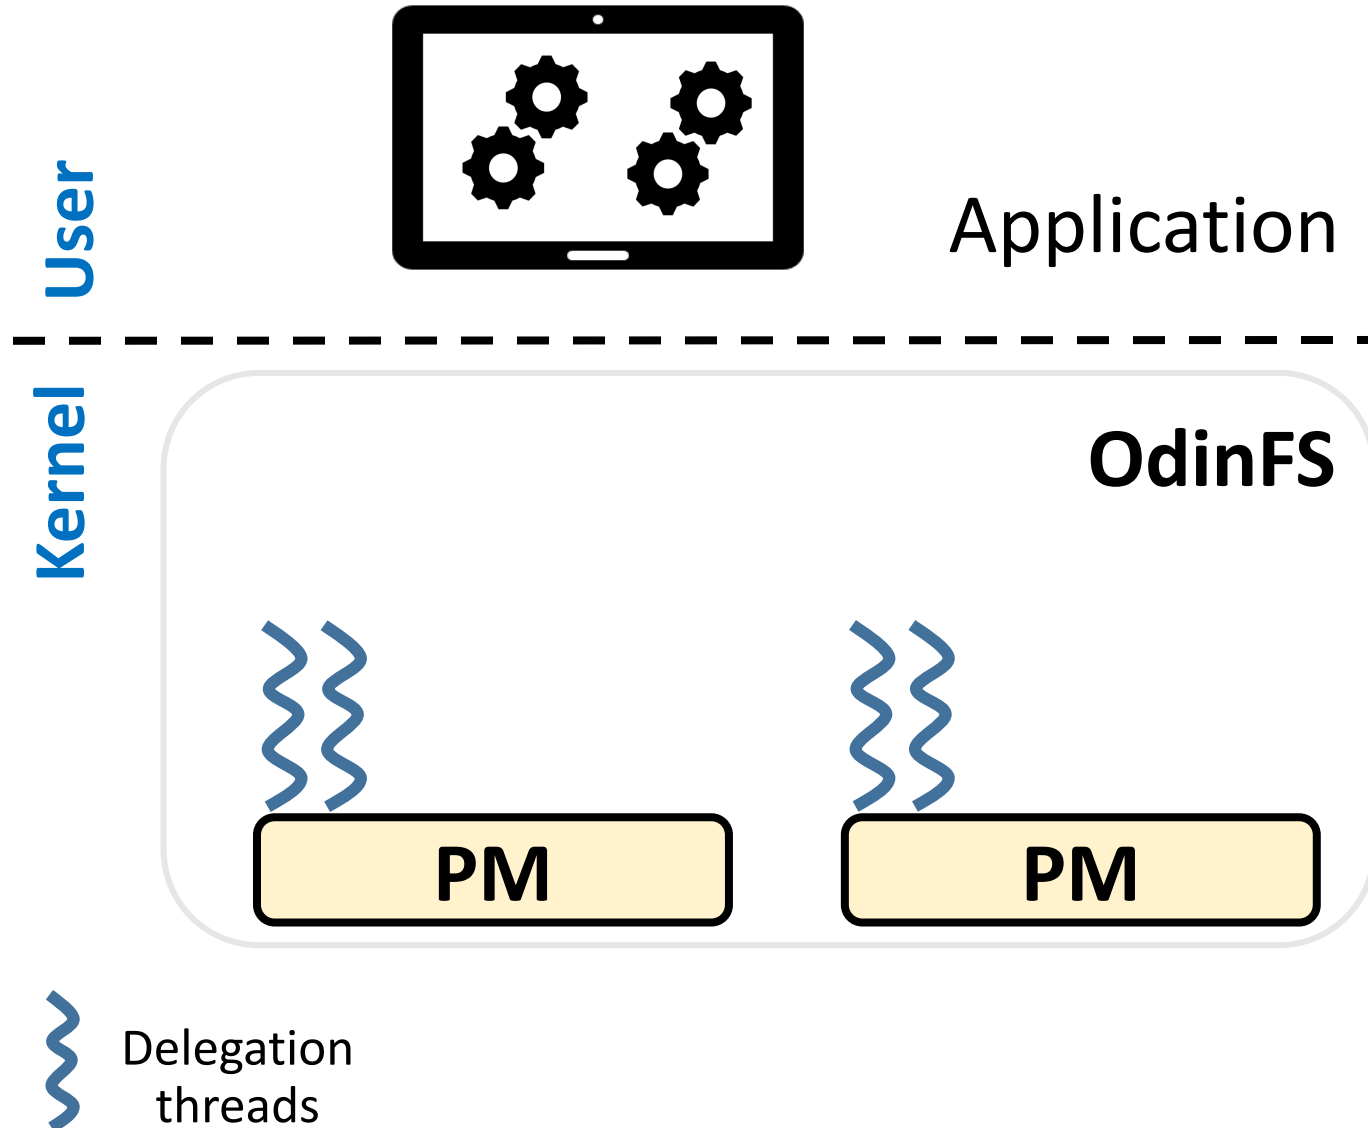 User
Application
Kernel
OdinFS
PM
PM
Delegation
threads